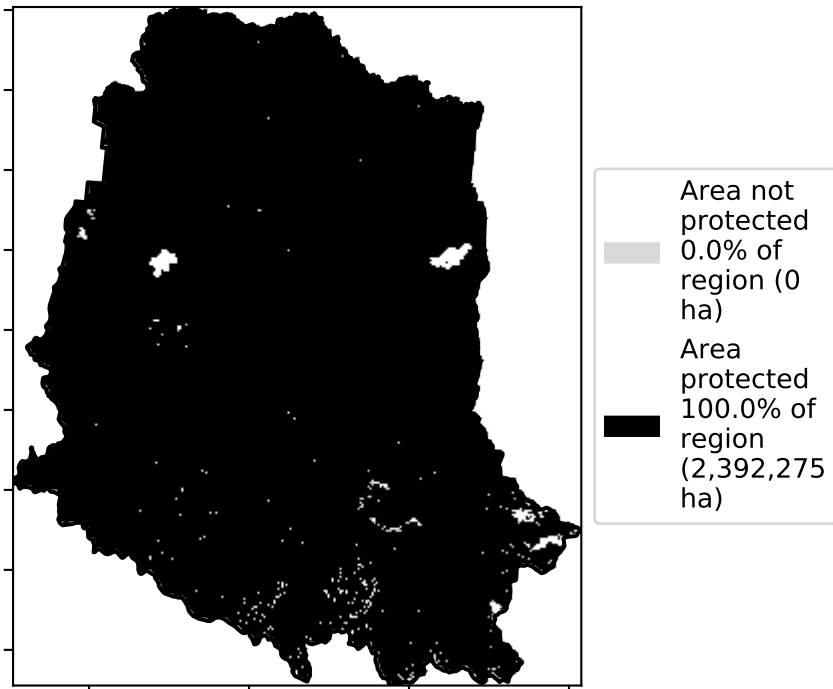 Area not
protected
0.0% of
region (0
ha)
Area
protected
100.0% of
region
(2,392,275
ha)